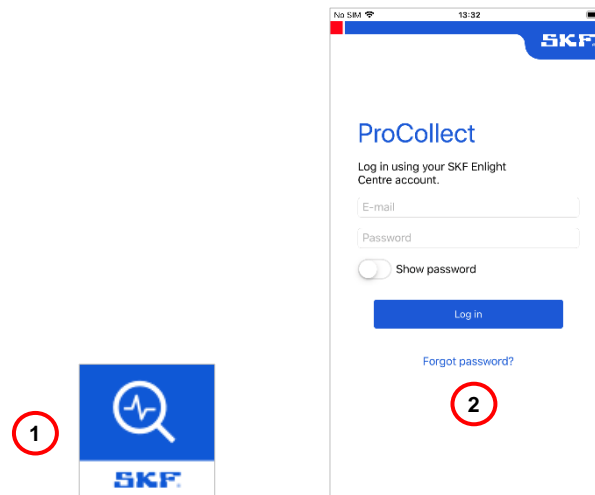 No SIM 13:32
SKF
ProCollect
Log in using your SKF Enlight
Centre account.
E-mail
Password
Show password
Log in
Forgot password?
1
2
SKF.